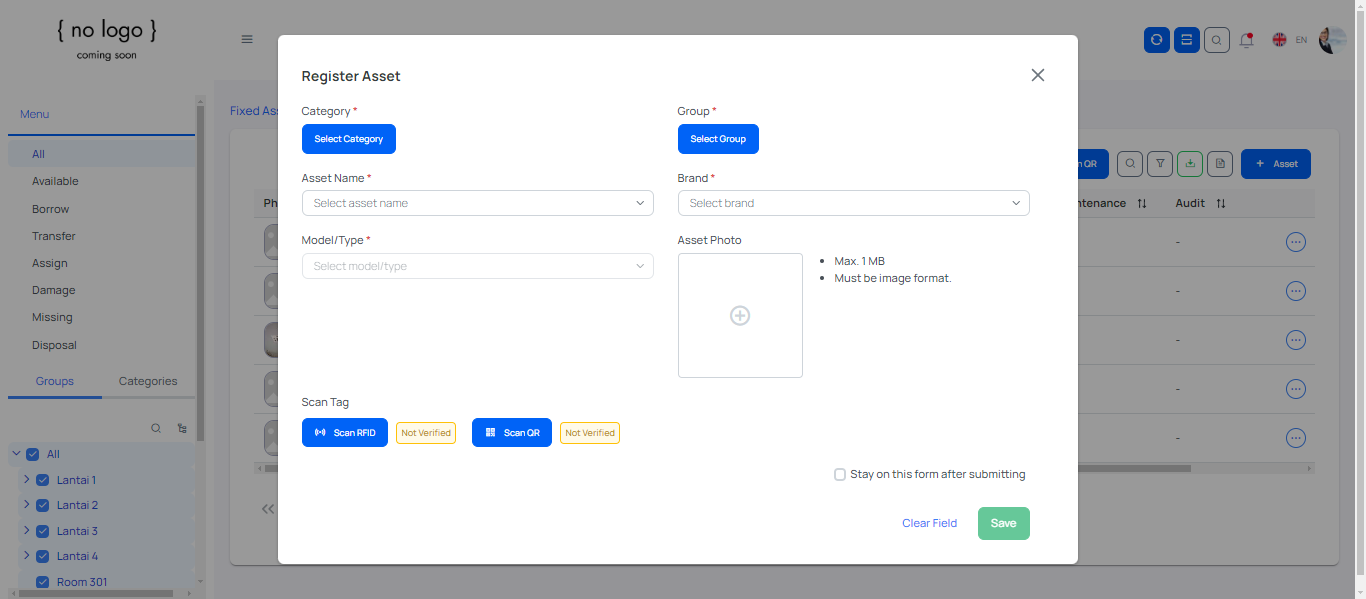 { no logo }
coming soon
EN
Menu
All
Available
Borrow
Transfer
Assign
Damage
Missing
Disposal
Groups Categories
All
Lantai 1
Lantai 2
Lantai 3
Lantai 4
Room 301
Fixed Ass
QR
+ Asset
Ph
ntenance Audit
-
-
-
-
-
Register Asset
Category *
Select Category
Group *
Select Group
Asset Name *
Select asset name
Brand *
Select brand
Model/Type *
Select model/type
Asset Photo
• Max. 1 MB
• Must be image format.
Scan Tag
Scan RFID Not Verified Scan QR Not Verified
Stay on this form after submitting
Clear Field Save